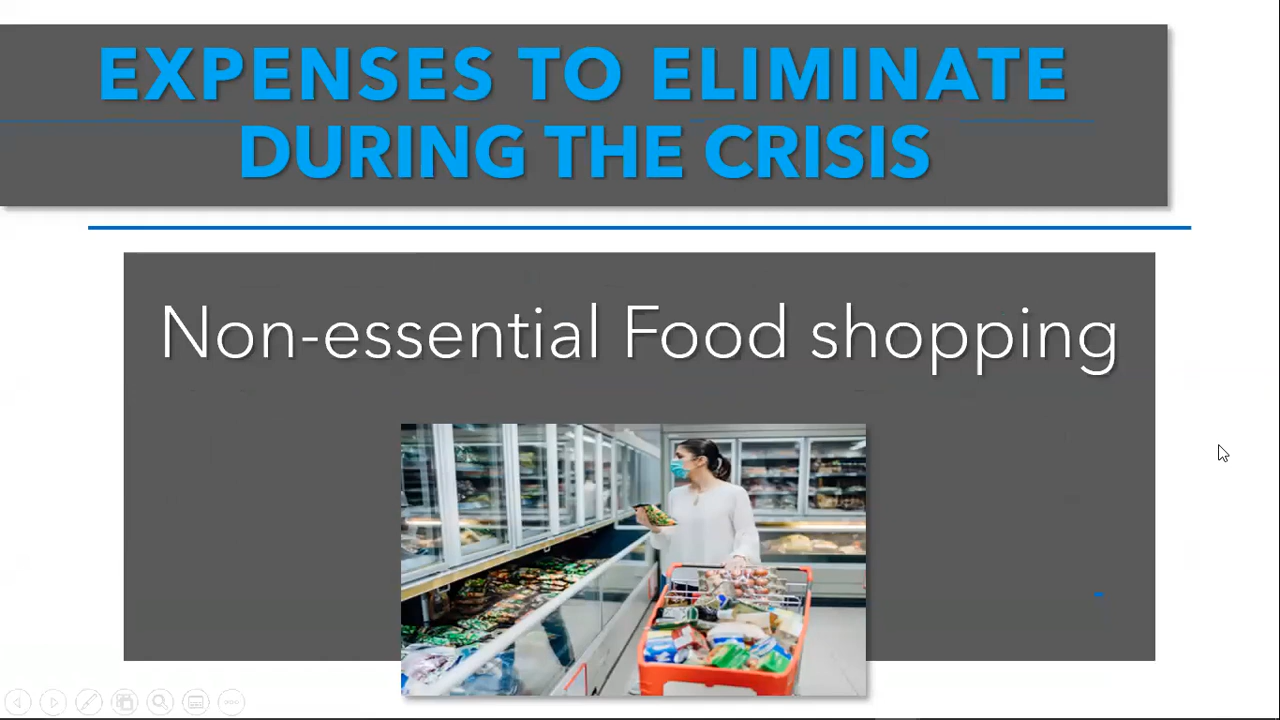 EXPENSES TO ELIMINATE
DURING THE CRISIS
Non-essential Food shopping